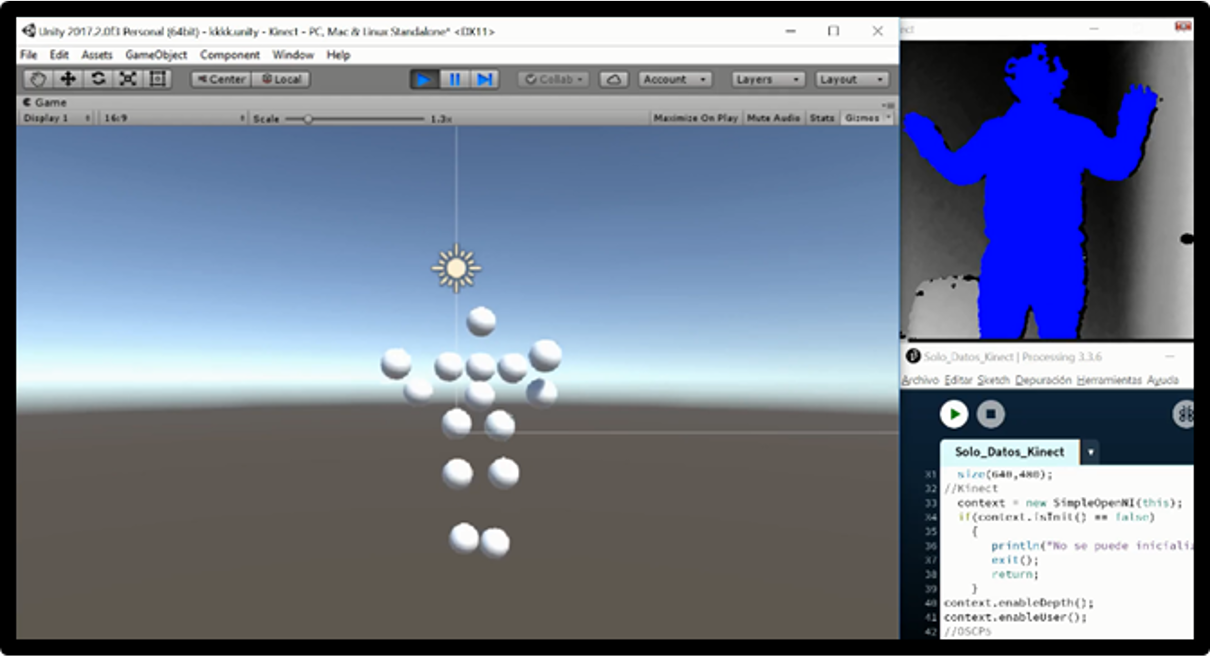 Unity 2017.2.0f3 Personal (64bit) - kkkk.unity - Kinect - PC, Mac & Linux Standalone* <DX11>
File Edit Assets GameObject Component Window Help
Center Local Collab Account Layers Layout
Game
Display 1 16:9 Scale 1.3x Maximize On Play Mute Audio Stats Gizmos
ect
Solo_Datos_Kinect | Processing 3.3.6
Archivo Editar Sketch Depuración Herramientas Ayuda
Solo_Datos_Kinect
31 size(640,480);
32 //Kinect
33 context = new SimpleOpenNI(this);
34 if(context.isInit() == false)
35 {
36 println("No se puede iniciali
37 exit();
38 return;
39 }
40 context.enableDepth();
41 context.enableUser();
42 //OSCP5